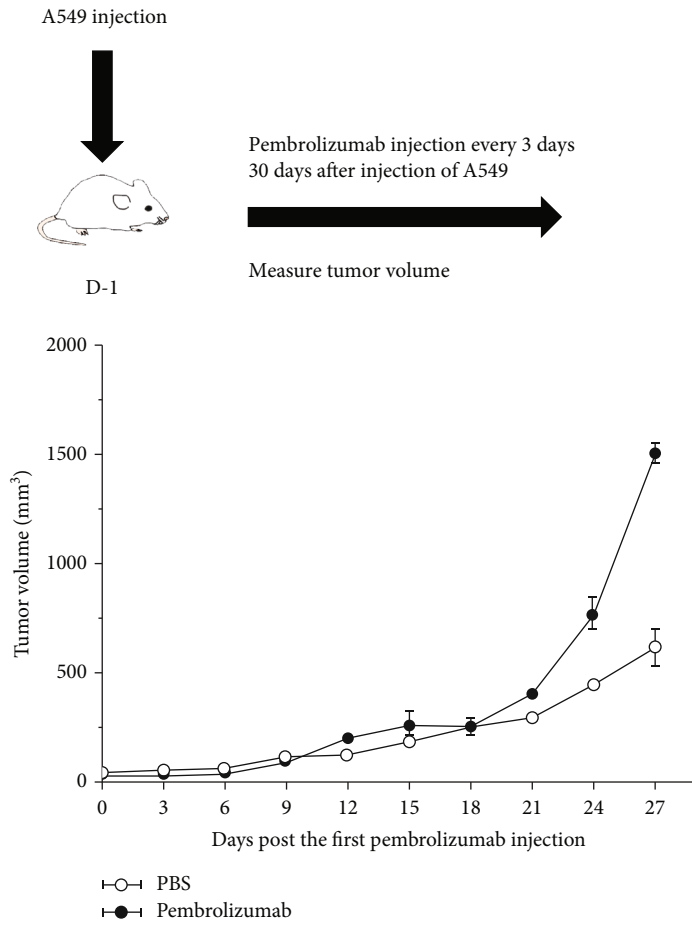 A549 injection
Pembrolizumab injection every 3 days
30 days after injection of A549
Measure tumor volume
D-1
2000
1500
1000
500
0
Tumor volume (mm³)
0 3 6 9 12 15 18 21 24 27
Days post the first pembrolizumab injection
PBS
Pembrolizumab